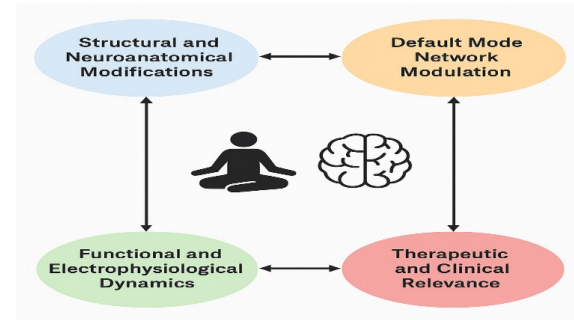 Structural and
Neuroanatomical
Modifications
Default Mode
Network
Modulation
Functional and
Electrophysiological
Dynamics
Therapeutic
and Clinical
Relevance